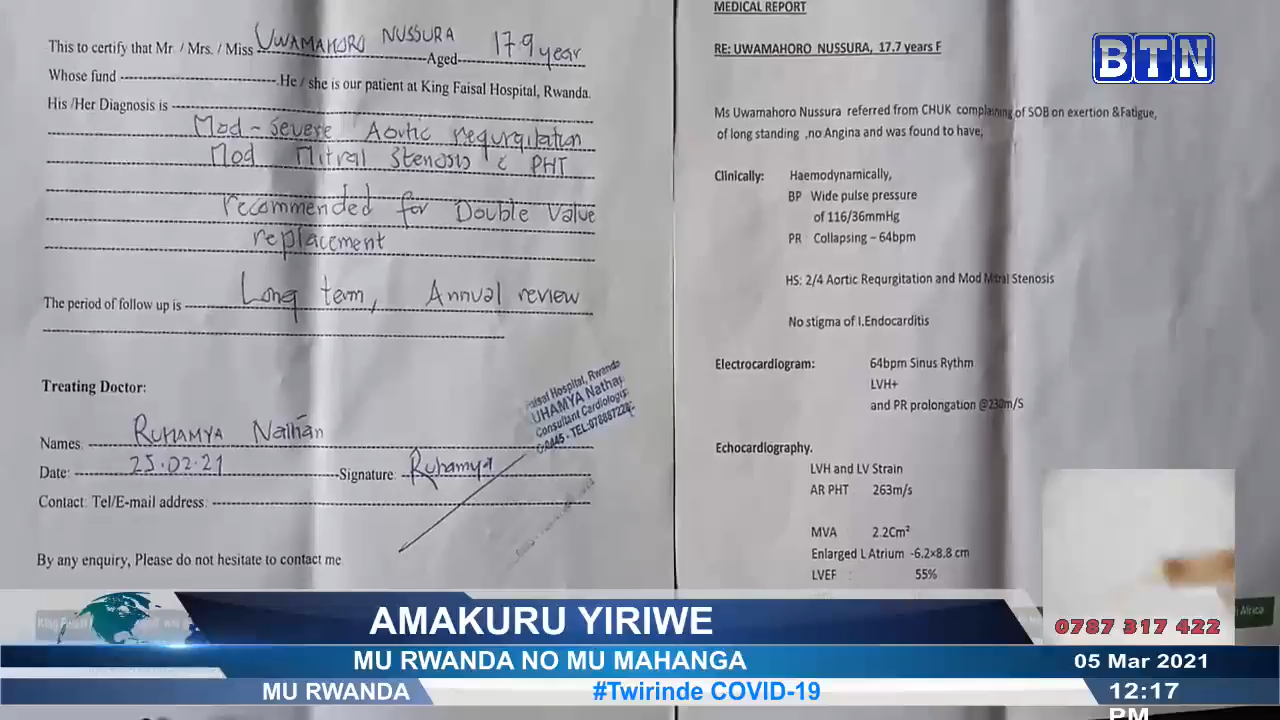 This to certify that Mr. / Mrs. / Miss UWAMAHORO NUSSURA Aged 17.9 year
Whose fund .He / she is our patient at King Faisal Hospital, Rwanda.
His /Her Diagnosis is
Mod - Severe Aortic regurgitation
Mod Mitral Stenosis & PHT
recommended for Double Valve
replacement
The period of follow up is Long term, Annual review
Treating Doctor:
Names: RUHAMYA Nathan
Date: 25.02.21 Signature: Ruhamya
Contact: Tel/E-mail address:
By any enquiry, Please do not hesitate to contact me
Faisal Hospital, Rwanda
UHAMYA Nathan
Consultant Cardiologist
MEDICAL REPORT
RE: UWAMAHORO NUSSURA, 17.7 years F
Ms Uwamahoro Nussura referred from CHUK complaining of SOB on exertion &Fatigue,
of long standing ,no Angina and was found to have,
Clinically: Haemodynamically,
BP Wide pulse pressure
of 116/36mmHg
PR Collapsing – 64bpm
HS: 2/4 Aortic Requrgitation and Mod Mitral Stenosis
No stigma of I.Endocarditis
Electrocardiogram: 64bpm Sinus Rythm
LVH+
and PR prolongation @230m/S
Echocardiography.
LVH and LV Strain
AR PHT 263m/s
MVA 2.2Cm²
Enlarged L Atrium -6.2×8.8 cm
LVEF : 55%
BTN
AMAKURU YIRIWE
MU RWANDA NO MU MAHANGA
MU RWANDA
#Twirinde COVID-19
0787 317 422
05 Mar 2021
12:17
PM
Africa